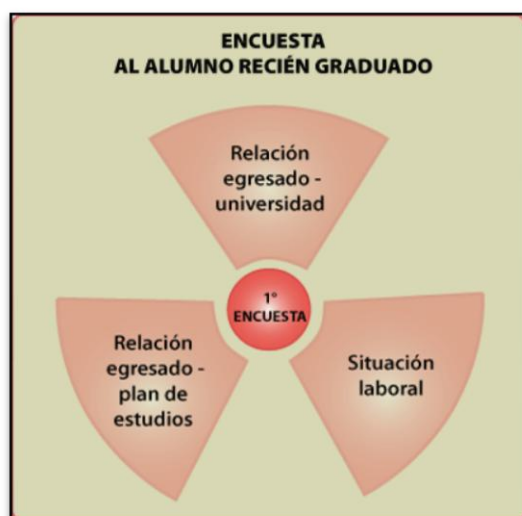 ENCUESTA
AL ALUMNO RECIÉN GRADUADO
Relación
egresado -
universidad
1°
ENCUESTA
Relación
egresado -
plan de
estudios
Situación
laboral